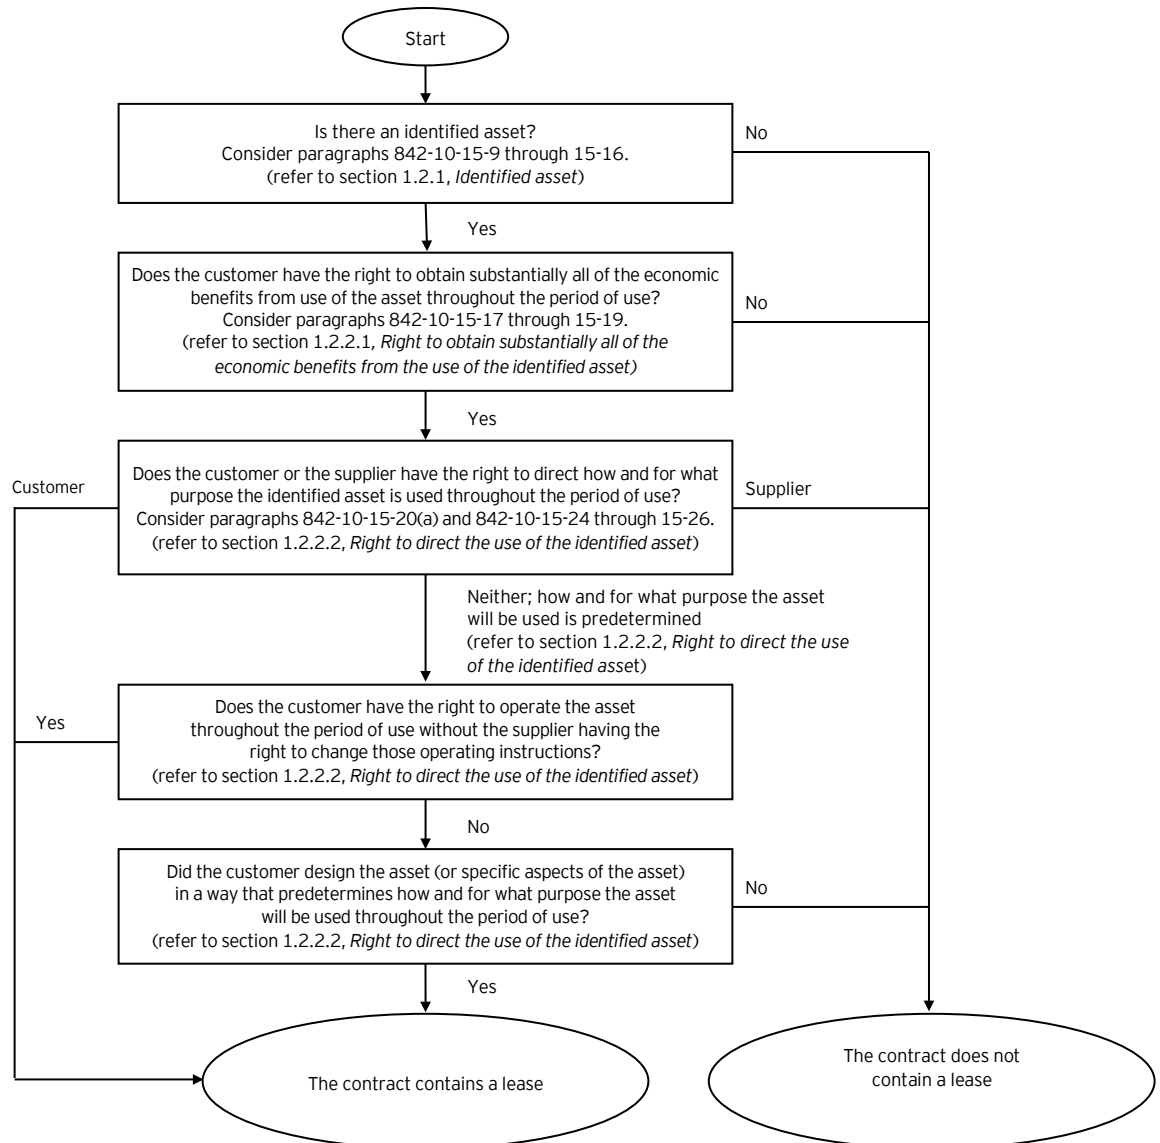 Start
Is there an identified asset?
Consider paragraphs 842-10-15-9 through 15-16.
(refer to section 1.2.1, Identified asset)
No
Yes
Does the customer have the right to obtain substantially all of the economic
benefits from use of the asset throughout the period of use?
Consider paragraphs 842-10-15-17 through 15-19.
(refer to section 1.2.2.1, Right to obtain substantially all of the
economic benefits from the use of the identified asset)
No
Yes
Does the customer or the supplier have the right to direct how and for what
purpose the identified asset is used throughout the period of use?
Consider paragraphs 842-10-15-20(a) and 842-10-15-24 through 15-26.
(refer to section 1.2.2.2, Right to direct the use of the identified asset)
Customer
Supplier
Neither; how and for what purpose the asset
will be used is predetermined
(refer to section 1.2.2.2, Right to direct the use
of the identified asset)
Does the customer have the right to operate the asset
throughout the period of use without the supplier having the
right to change those operating instructions?
(refer to section 1.2.2.2, Right to direct the use of the identified asset)
Yes
No
Did the customer design the asset (or specific aspects of the asset)
in a way that predetermines how and for what purpose the asset
will be used throughout the period of use?
(refer to section 1.2.2.2, Right to direct the use of the identified asset)
No
Yes
The contract contains a lease
The contract does not
contain a lease